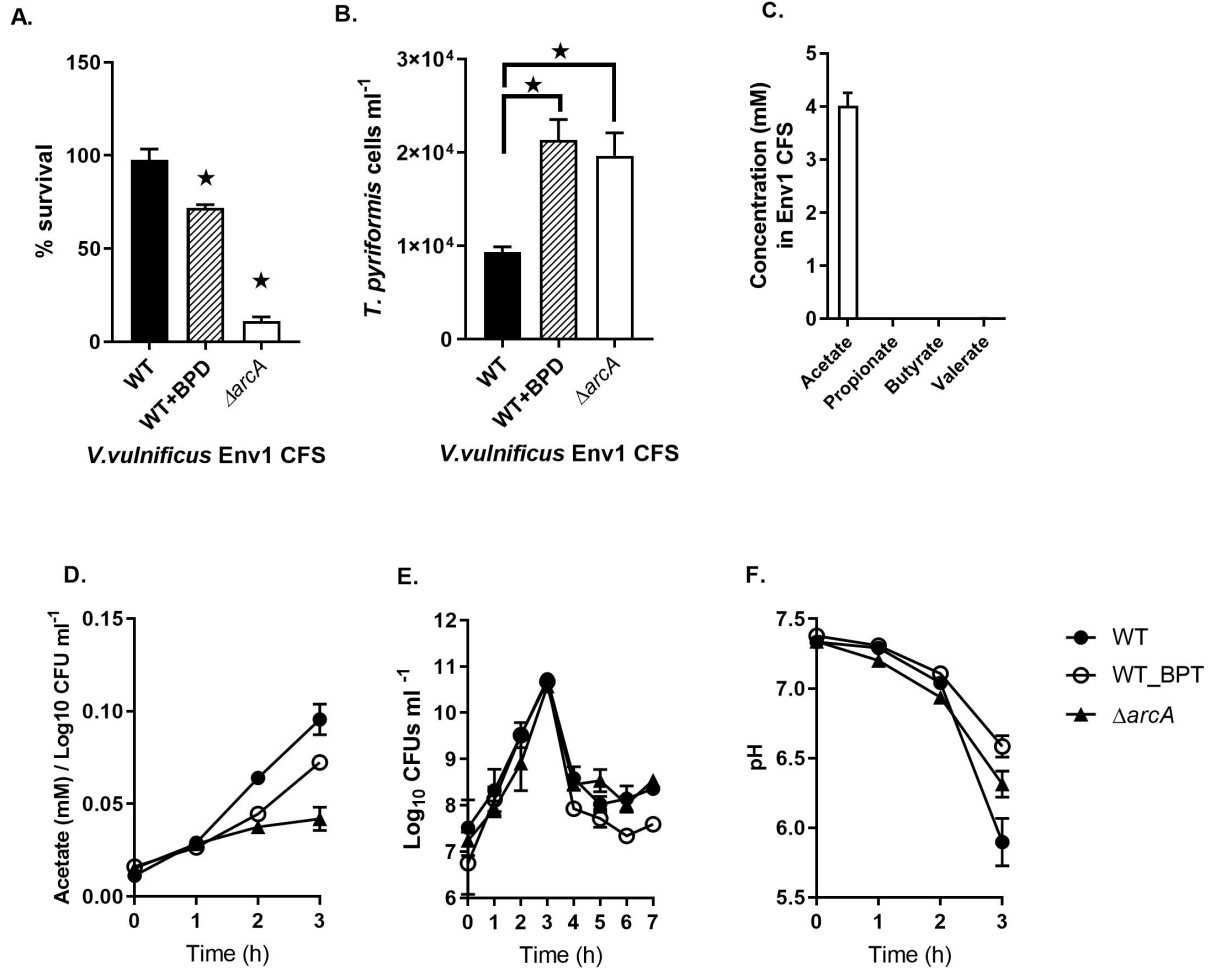 A.
% survival
150
100
50
0
WT
WT+BPD
ΔarcA
V.vulnificus Env1 CFS
B.
T. pyriformis cells ml⁻¹
3×10⁴
2×10⁴
1×10⁴
0
WT
WT+BPD
ΔarcA
V.vulnificus Env1 CFS
C.
Concentration (mM)
in Env1 CFS
5
4
3
2
1
0
Acetate
Propionate
Butyrate
Valerate
D.
Acetate (mM) / Log10 CFU ml⁻¹
0.15
0.10
0.05
0.00
0 1 2 3
Time (h)
E.
Log₁₀ CFUs ml ⁻¹
12
11
10
9
8
7
6
0 1 2 3 4 5 6 7
Time (h)
F.
pH
7.5
7.0
6.5
6.0
5.5
0 1 2 3
Time (h)
WT
WT_BPT
ΔarcA